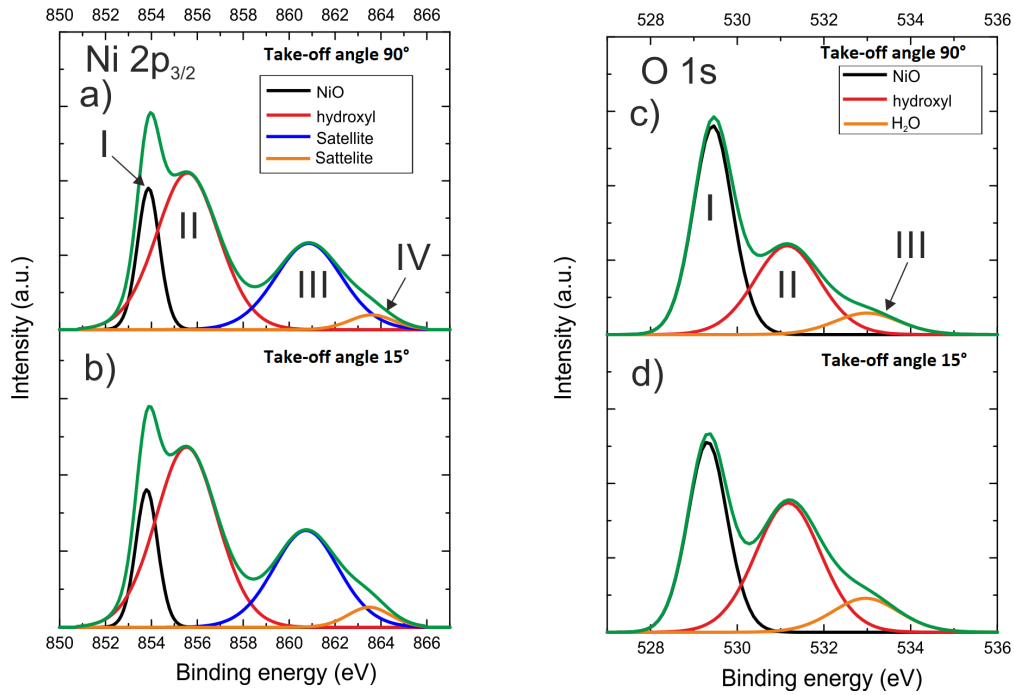 850 852 854 856 858 860 862 864 866
Ni 2p3/2
Take-off angle 90°
a)
NiO
hydroxyl
Satellite
Sattelite
I
II
III
IV
b)
Take-off angle 15°
850 852 854 856 858 860 862 864 866
Binding energy (eV)
Intensity (a.u.)
528 530 532 534 536
O 1s
Take-off angle 90°
c)
NiO
hydroxyl
H2O
I
II
III
d)
Take-off angle 15°
528 530 532 534 536
Binding energy (eV)
Intensity (a.u.)